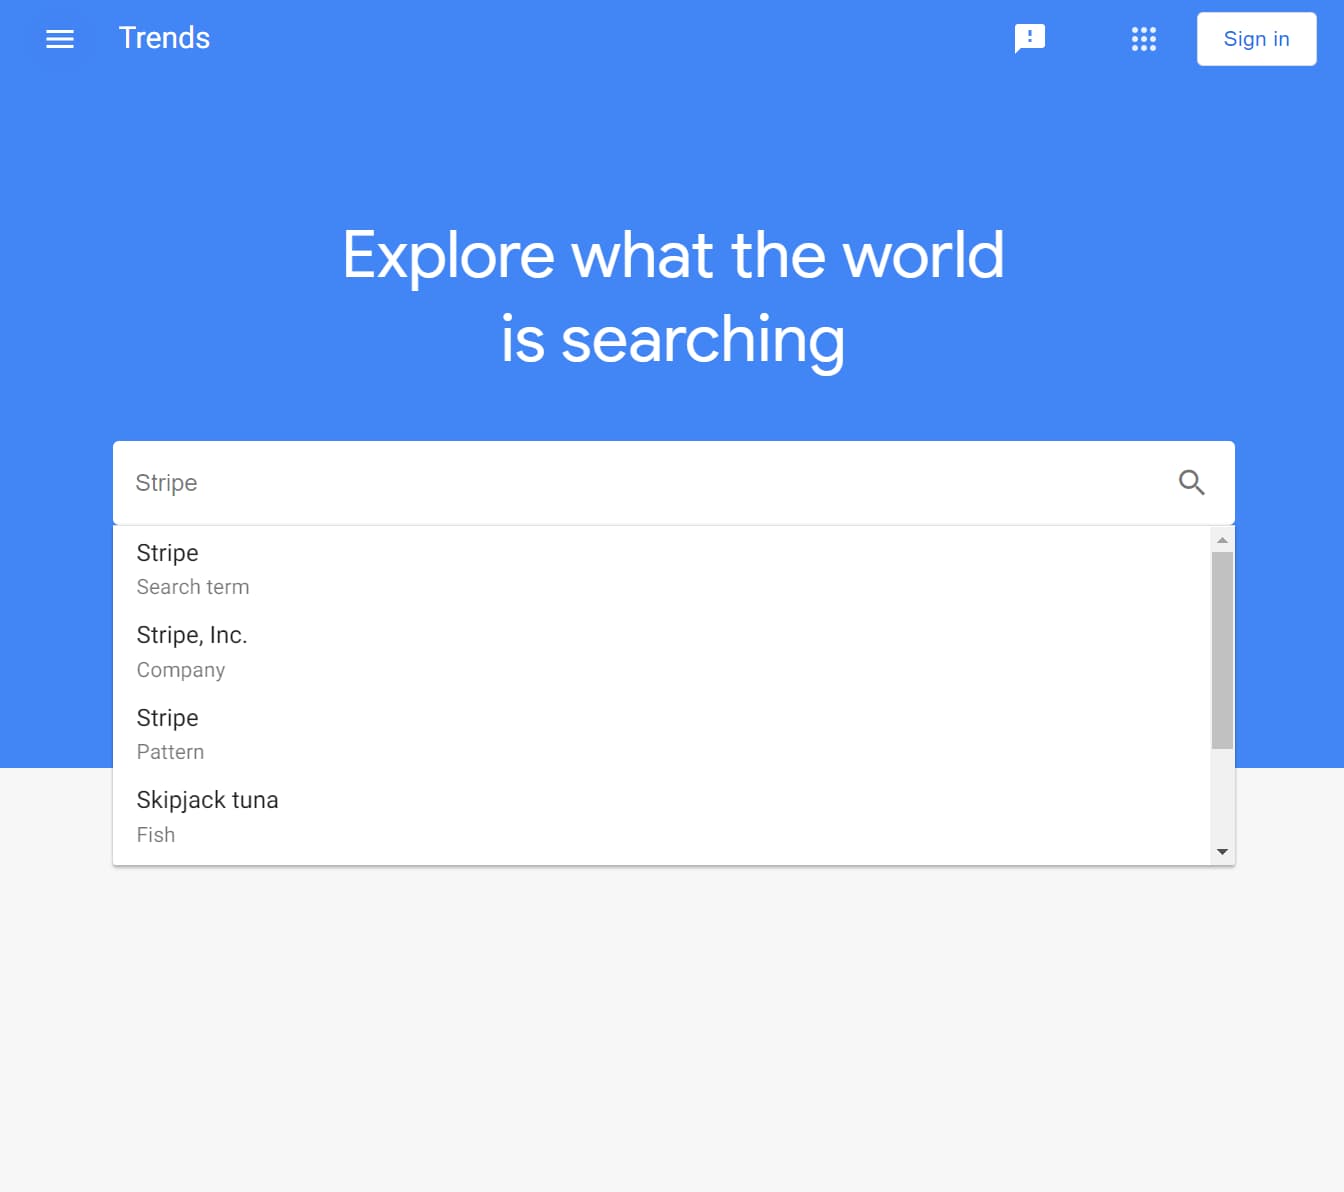 Trends
Sign in
Explore what the world
is searching
Stripe
Stripe
Search term
Stripe, Inc.
Company
Stripe
Pattern
Skipjack tuna
Fish